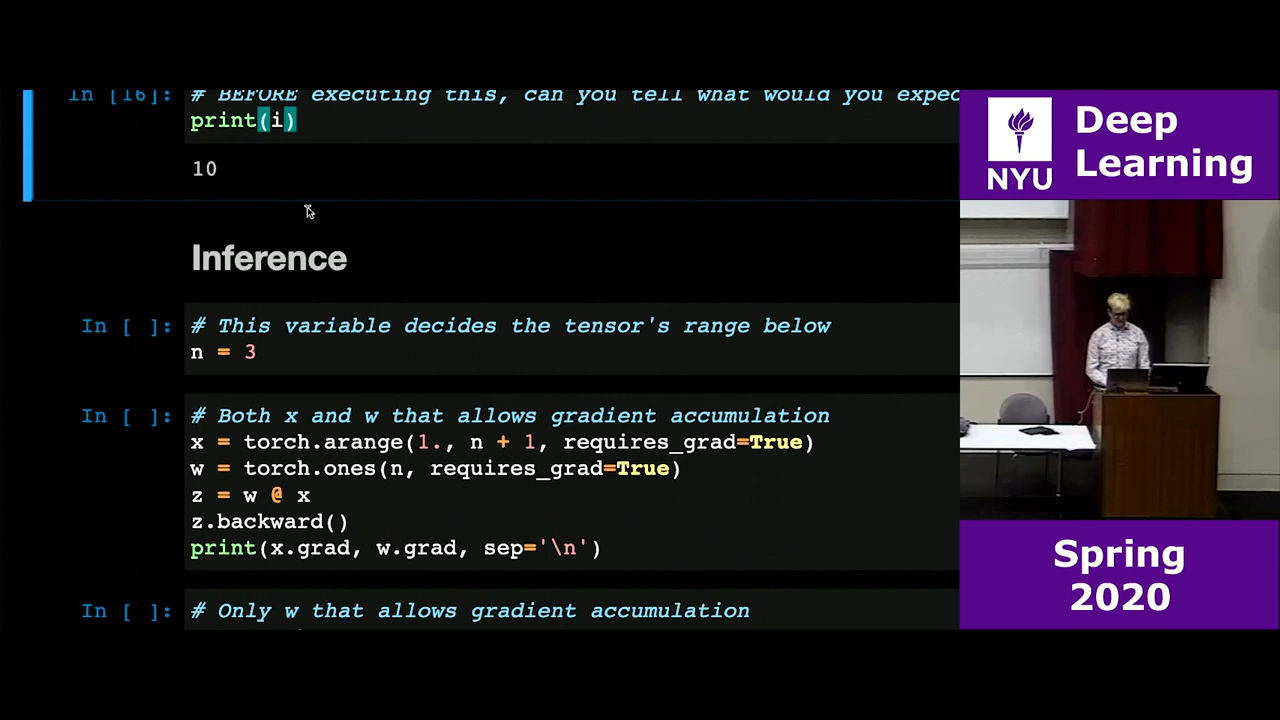 In [16]: # BEFORE executing this, can you tell what would you expec
print(i)
10
Inference
In [ ]: # This variable decides the tensor's range below
n = 3
In [ ]: # Both x and w that allows gradient accumulation
x = torch.arange(1., n + 1, requires_grad=True)
w = torch.ones(n, requires_grad=True)
z = w @ x
z.backward()
print(x.grad, w.grad, sep='\n')
In [ ]: # Only w that allows gradient accumulation
NYU
Deep
Learning
Spring
2020